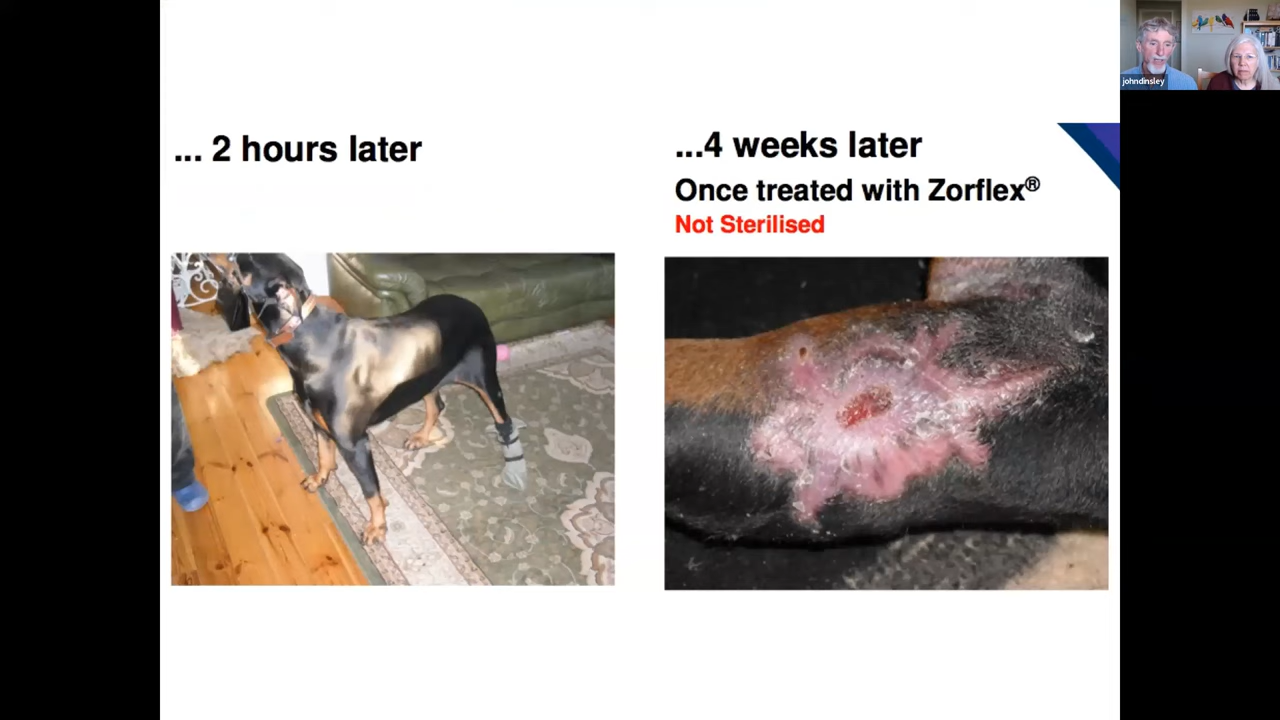 ... 2 hours later
...4 weeks later
Once treated with Zorflex®
Not Sterilised
johndinsley